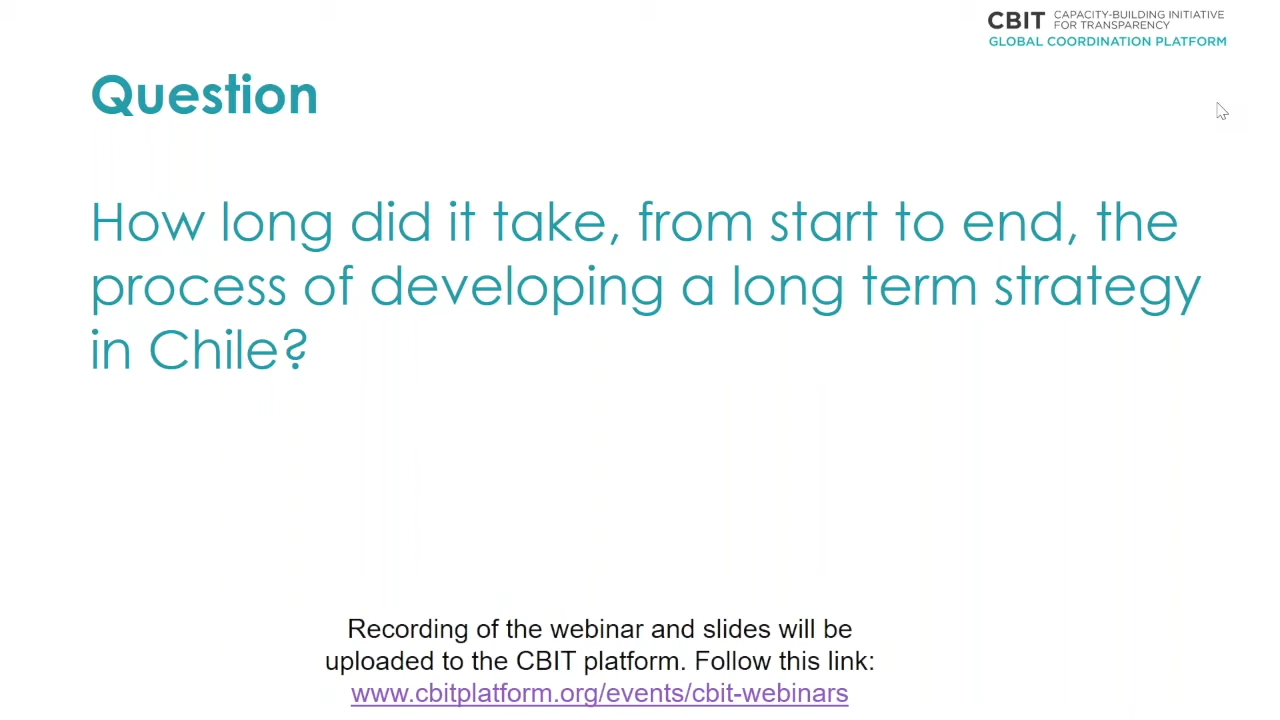 CBIT CAPACITY-BUILDING INITIATIVE
FOR TRANSPARENCY
GLOBAL COORDINATION PLATFORM
Question
How long did it take, from start to end, the
process of developing a long term strategy
in Chile?
Recording of the webinar and slides will be
uploaded to the CBIT platform. Follow this link:
www.cbitplatform.org/events/cbit-webinars